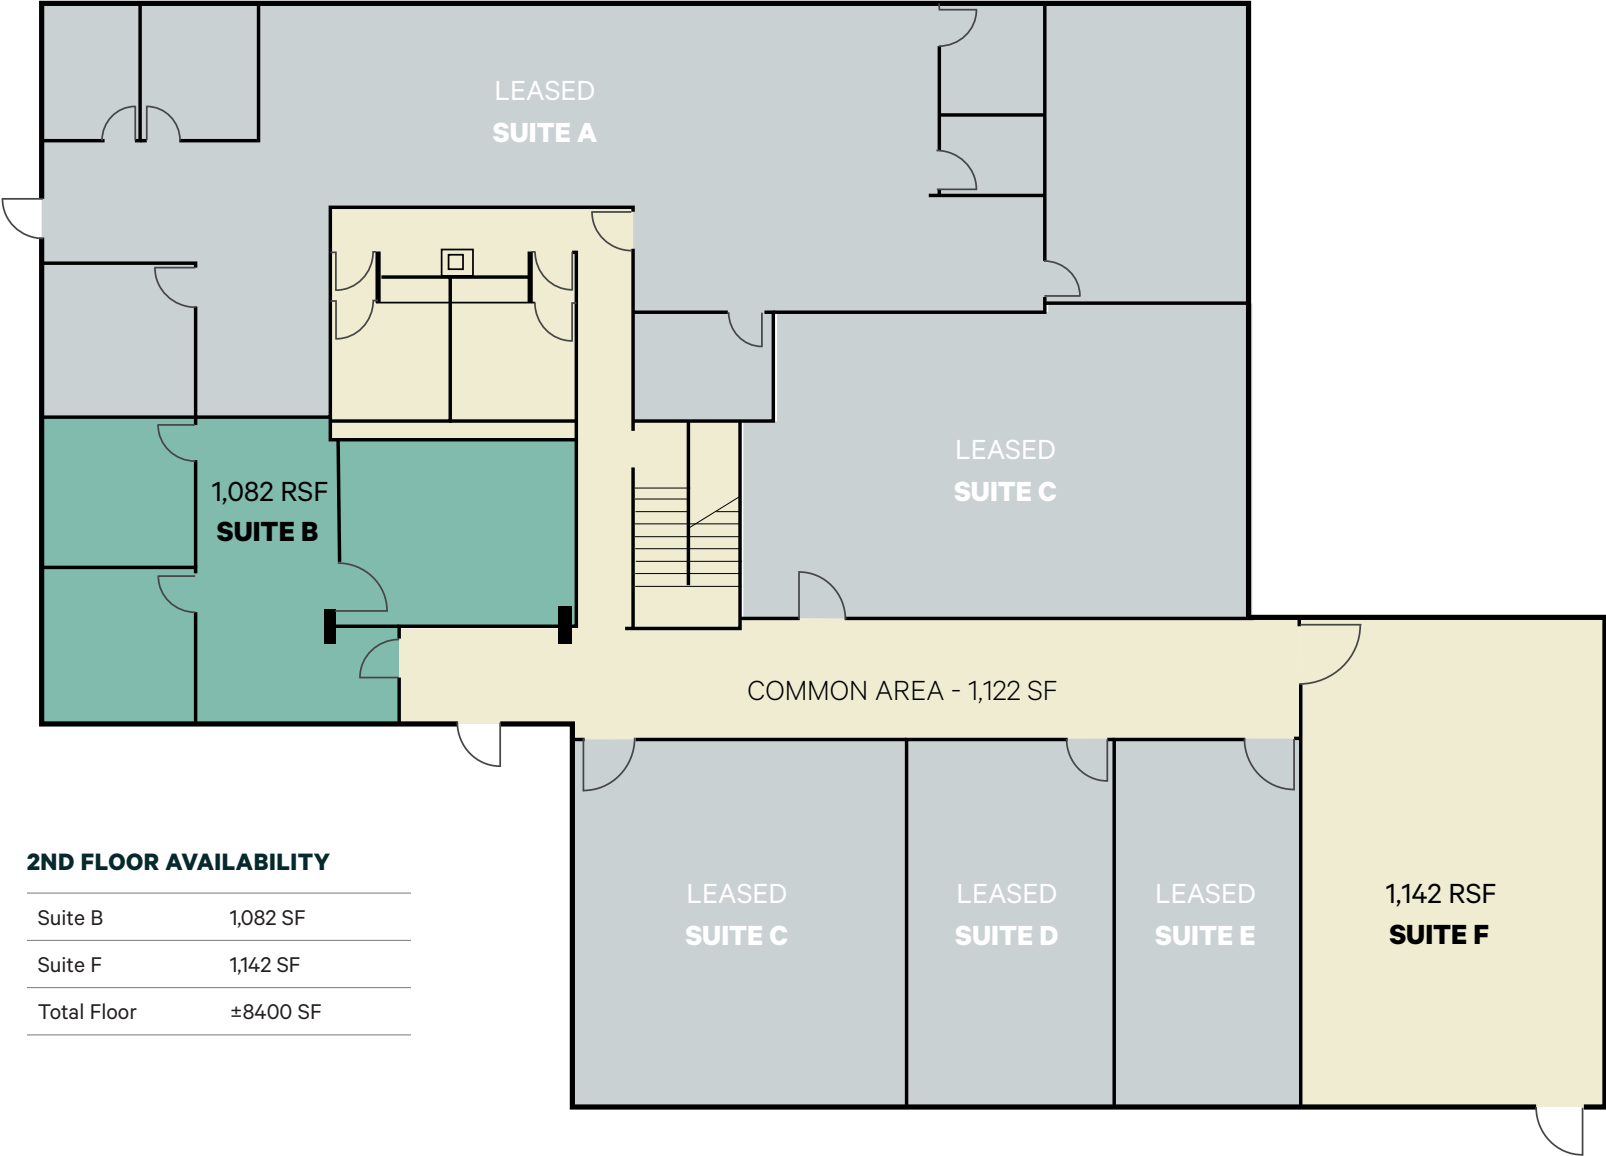 LEASED
SUITE A
1,082 RSF
SUITE B
LEASED
SUITE C
COMMON AREA - 1,122 SF
LEASED
SUITE C
LEASED
SUITE D
LEASED
SUITE E
1,142 RSF
SUITE F
2ND FLOOR AVAILABILITY
Suite B 1,082 SF
Suite F 1,142 SF
Total Floor ±8400 SF